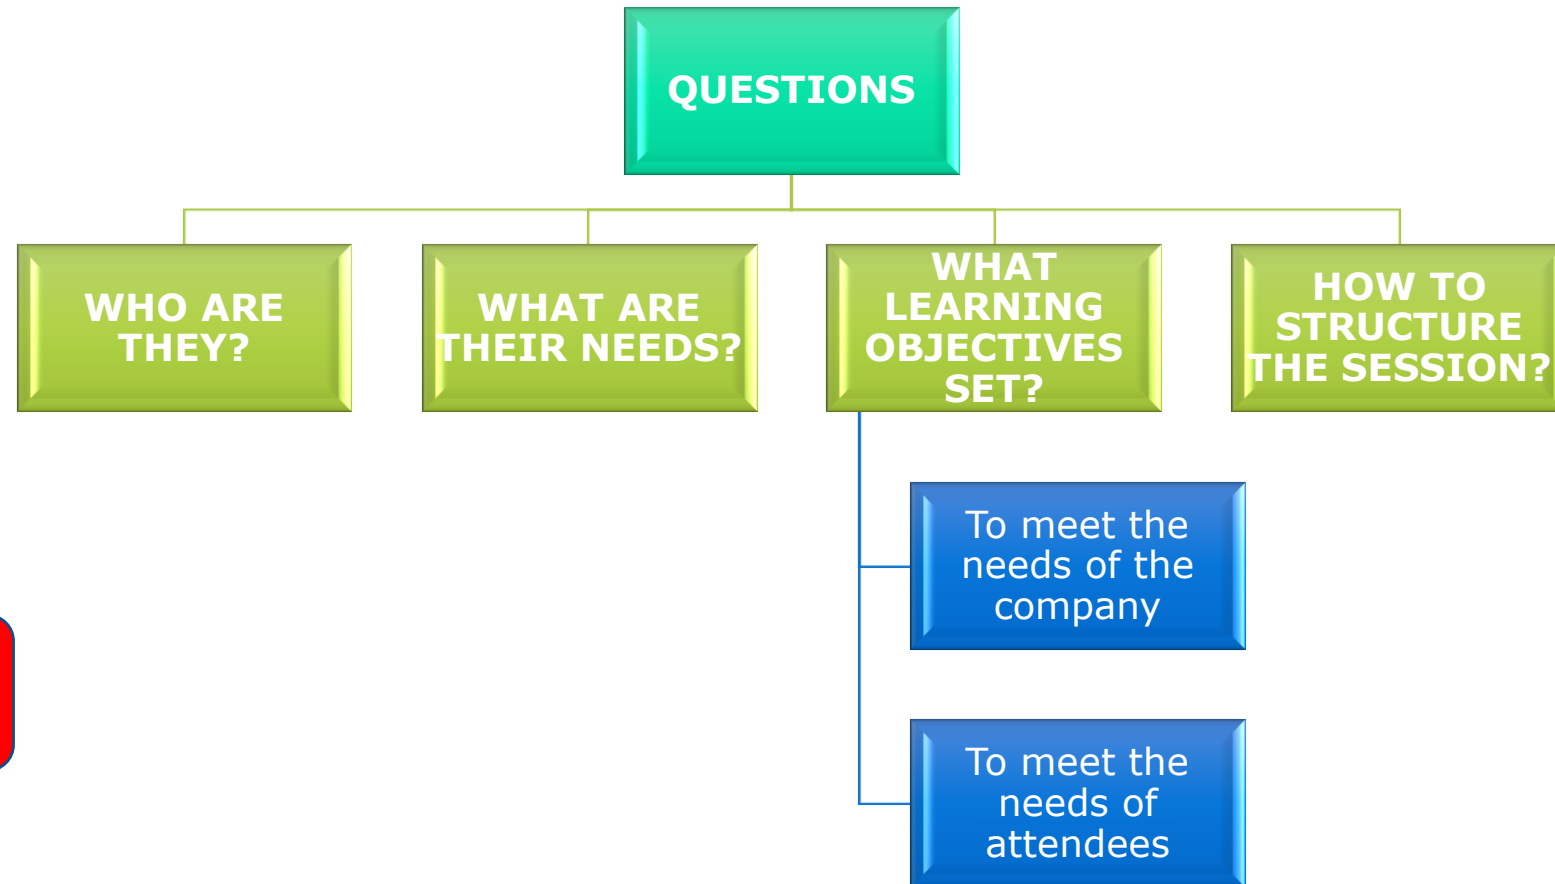 QUESTIONS
WHO ARE
THEY?
WHAT ARE
THEIR NEEDS?
WHAT
LEARNING
OBJECTIVES
SET?
HOW TO
STRUCTURE
THE SESSION?
To meet the
needs of the
company
To meet the
needs of
attendees